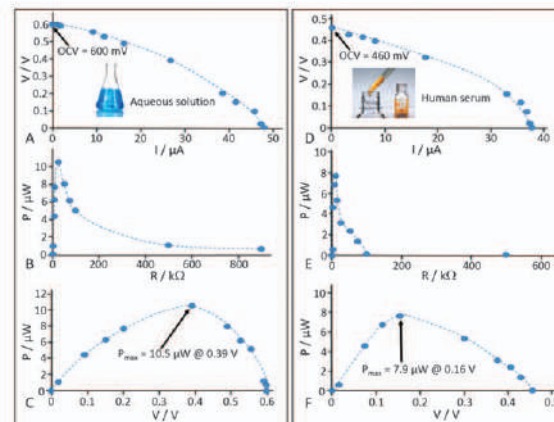 0.6
0.5
0.4
0.3
0.2
0.1
0.0
V / V
OCV = 600 mV
Aqueous solution
A
0
10
20
30
40
50
I / µA
0.5
0.4
0.3
0.2
0.1
0.0
V / V
OCV = 460 mV
Human serum
D
0
10
20
30
40
I / µA
10
8
6
4
2
0
P / µW
B
0
200
400
600
800
R / kΩ
10
8
6
4
2
0
P / µW
E
0
200
400
600
R / kΩ
12
10
8
6
4
2
0
P / µW
Pmax = 10.5 µW @ 0.39 V
C
0.0
0.1
0.2
0.3
0.4
0.5
0.6
V / V
10
8
6
4
2
0
P / µW
Pmax = 7.9 µW @ 0.16 V
F
0.0
0.1
0.2
0.3
0.4
V / V